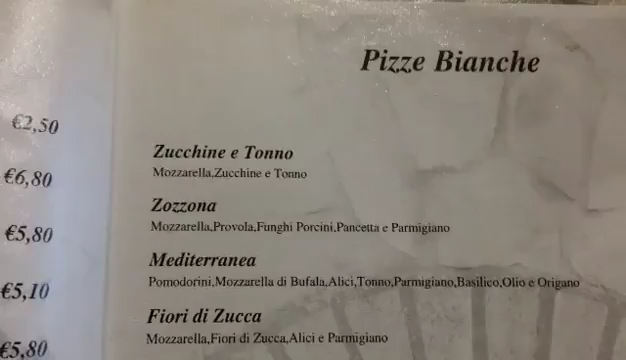 Pizze Bianche
€2,50
€6,80
€5,80
€5,10
€5,80
Zucchine e Tonno
Mozzarella,Zucchine e Tonno
Zozzona
Mozzarella,Provola,Funghi Porcini,Pancetta e Parmigiano
Mediterranea
Pomodorini,Mozzarella di Bufala,Alici,Tonno,Parmigiano,Basilico,Olio e Origano
Fiori di Zucca
Mozzarella,Fiori di Zucca,Alici e Parmigiano